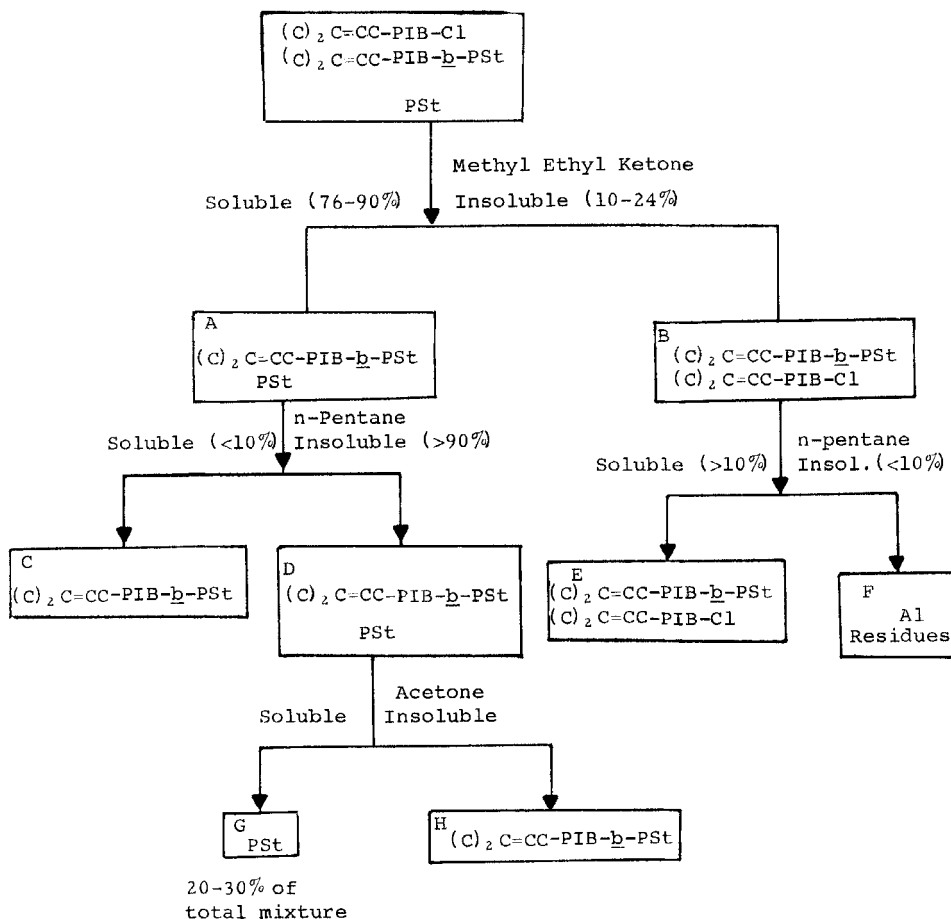 (C)₂C=CC-PIB-Cl
(C)₂C=CC-PIB-b-PSt
PSt
Methyl Ethyl Ketone
Soluble (76-90%) Insoluble (10-24%)
A
(C)₂C=CC-PIB-b-PSt
PSt
B
(C)₂C=CC-PIB-b-PSt
(C)₂C=CC-PIB-Cl
n-Pentane
Soluble (<10%) Insoluble (>90%)
n-pentane
Soluble (>10%) Insol.(<10%)
C
(C)₂C=CC-PIB-b-PSt
D
(C)₂C=CC-PIB-b-PSt
PSt
E
(C)₂C=CC-PIB-b-PSt
(C)₂C=CC-PIB-Cl
F
Al
Residues
Acetone
Soluble Insoluble
G
PSt
H
(C)₂C=CC-PIB-b-PSt
20-30% of
total mixture